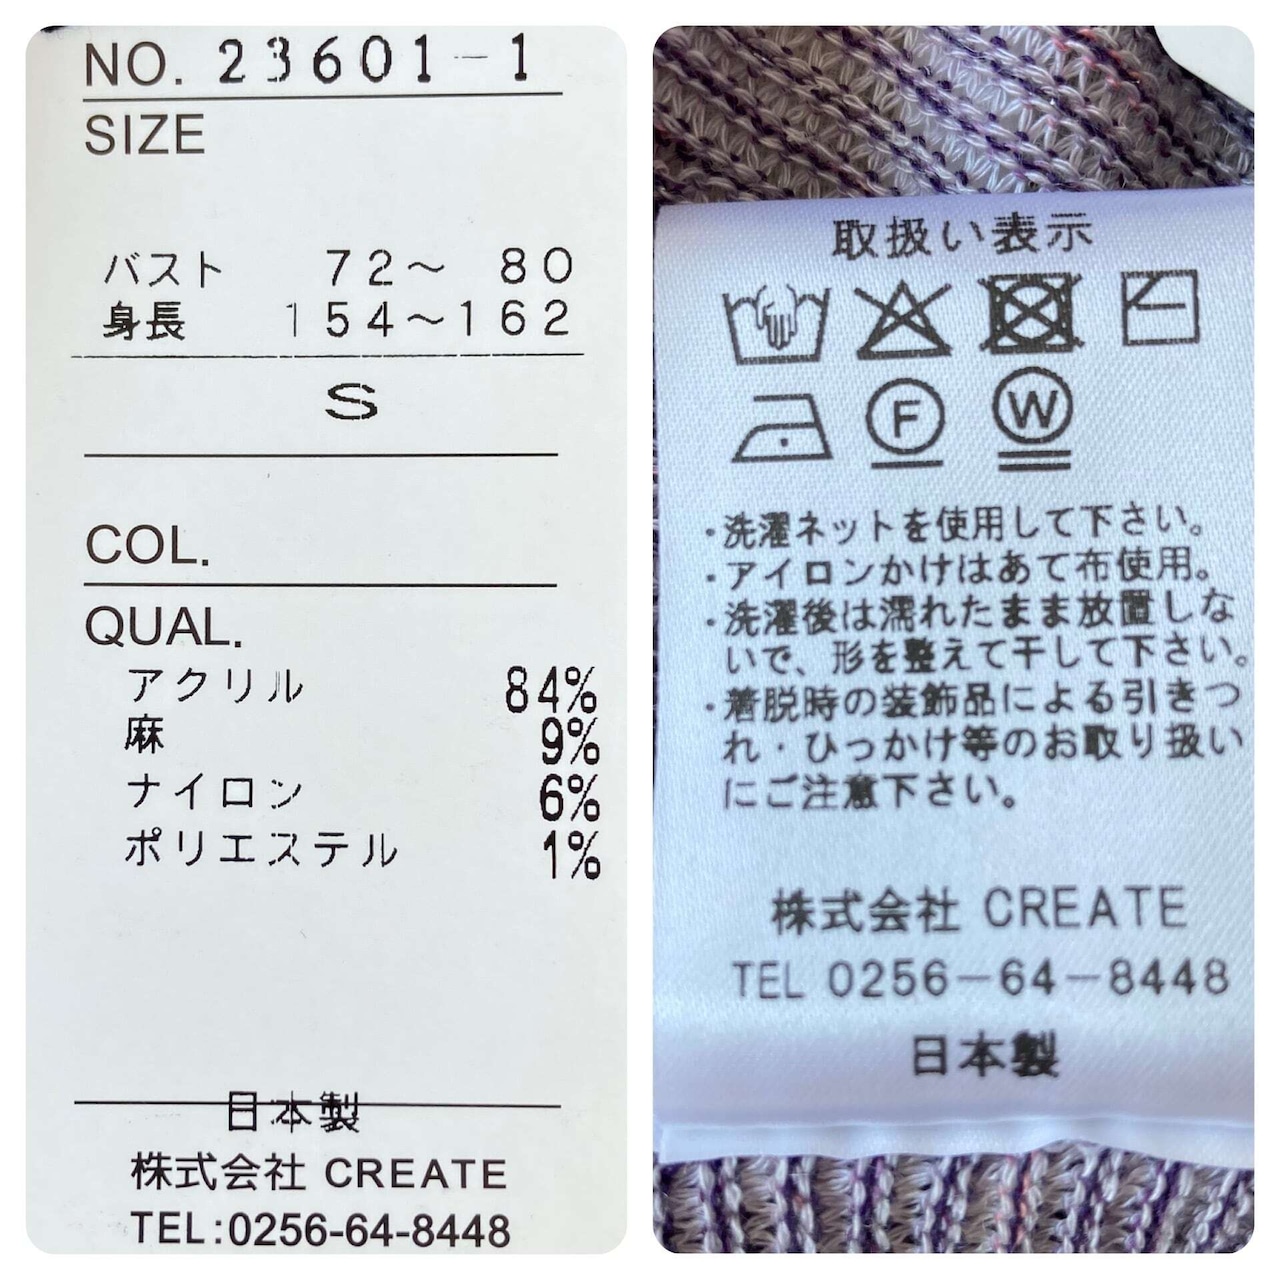 NO. 23601-1
SIZE
バスト 72～ 80
身長 154～162
S
COL.
QUAL.
アクリル 84%
麻 9%
ナイロン 6%
ポリエステル 1%
日本製
株式会社 CREATE
TEL:0256-64-8448
取扱い表示
F
W
・洗濯ネットを使用して下さい。
・アイロンかけはあて布使用。
・洗濯後は濡れたまま放置しな
いで、形を整えて干して下さい。
・着脱時の装飾品による引きつ
れ・ひっかけ等のお取り扱い
にご注意下さい。
株式会社 CREATE
TEL 0256-64-8448
日本製